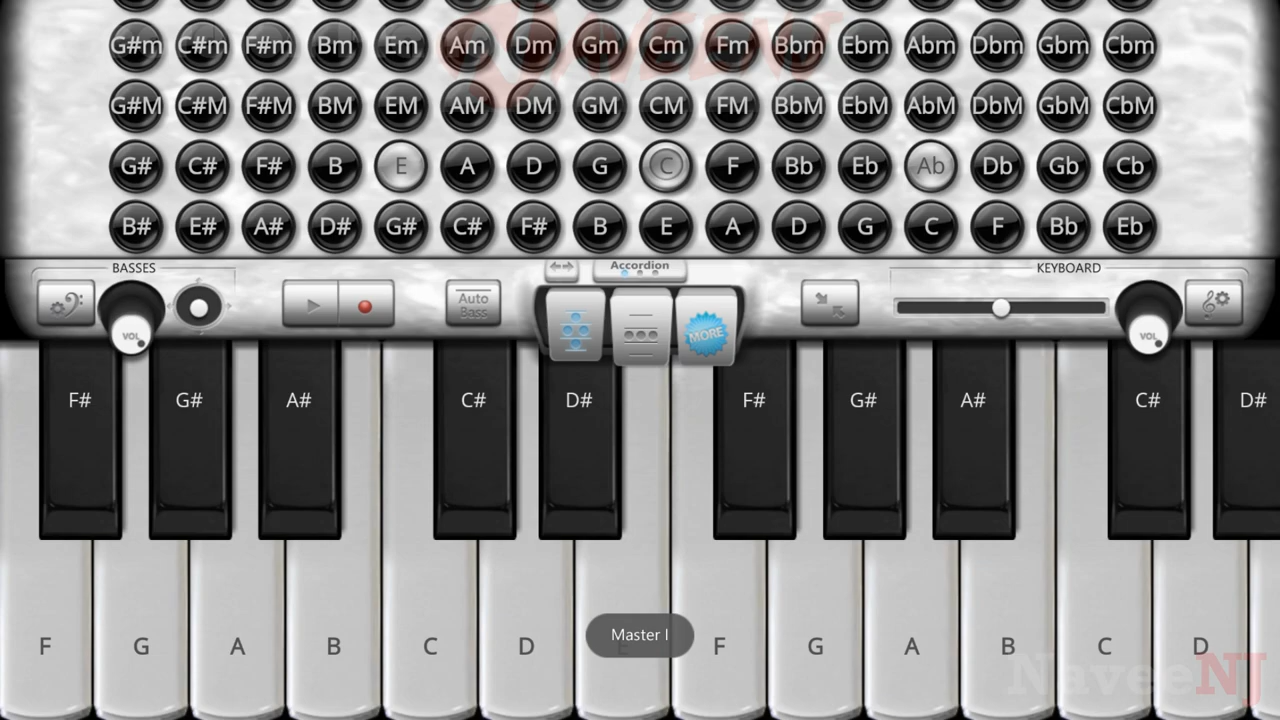 G#m C#m F#m Bm Em Am Dm Gm Cm Fm Bbm Ebm Abm Dbm Gbm Cbm
G#M C#M F#M BM EM AM DM GM CM FM BbM EbM AbM DbM GbM CbM
G# C# F# B E A D G C F Bb Eb Ab Db Gb Cb
B# E# A# D# G# C# F# B E A D G C F Bb Eb
BASSES Accordion KEYBOARD
Auto
Bass
VOL MORE VOL
F# G# A# C# D# F# G# A# C# D#
Master I
F G A B C D E F G A B C D
NaveeNJ